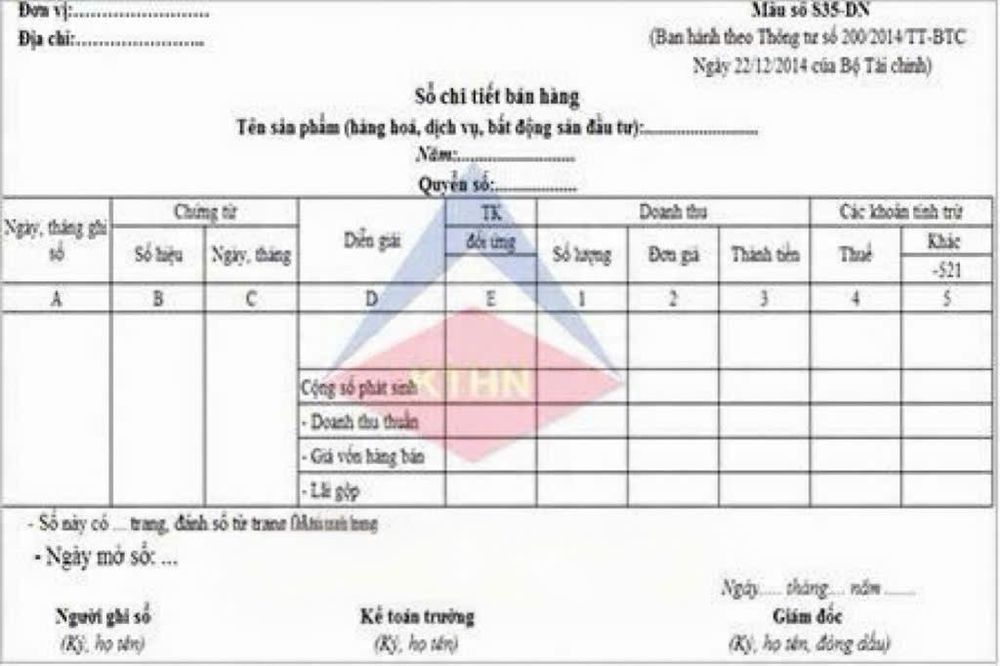 Đơn vị:............................
Địa chỉ:..........................
Mẫu số S35-DN
(Ban hành theo Thông tư số 200/2014/TT-BTC
Ngày 22/12/2014 của Bộ Tài chính)
Sổ chi tiết bán hàng
Tên sản phẩm (hàng hoá, dịch vụ, bất động sản đầu tư):......................
Năm:........................
Quyển số:................
Ngày, tháng ghi sổ Chứng từ Diễn giải TK đối ứng Doanh thu Các khoản tính trừ
Số hiệu Ngày, tháng Số lượng Đơn giá Thành tiền Thuế Khác
-521
A B C D E 1 2 3 4 5
KTHN
Cộng số phát sinh
- Doanh thu thuần
- Giá vốn hàng bán
- Lãi gộp
- Sổ này có ... trang, đánh số từ trang
- Ngày mở sổ: ...
Ngày..... tháng.... năm .......
Người ghi sổ Kế toán trưởng Giám đốc
(Ký, họ tên) (Ký, họ tên) (Ký, họ tên, đóng dấu)